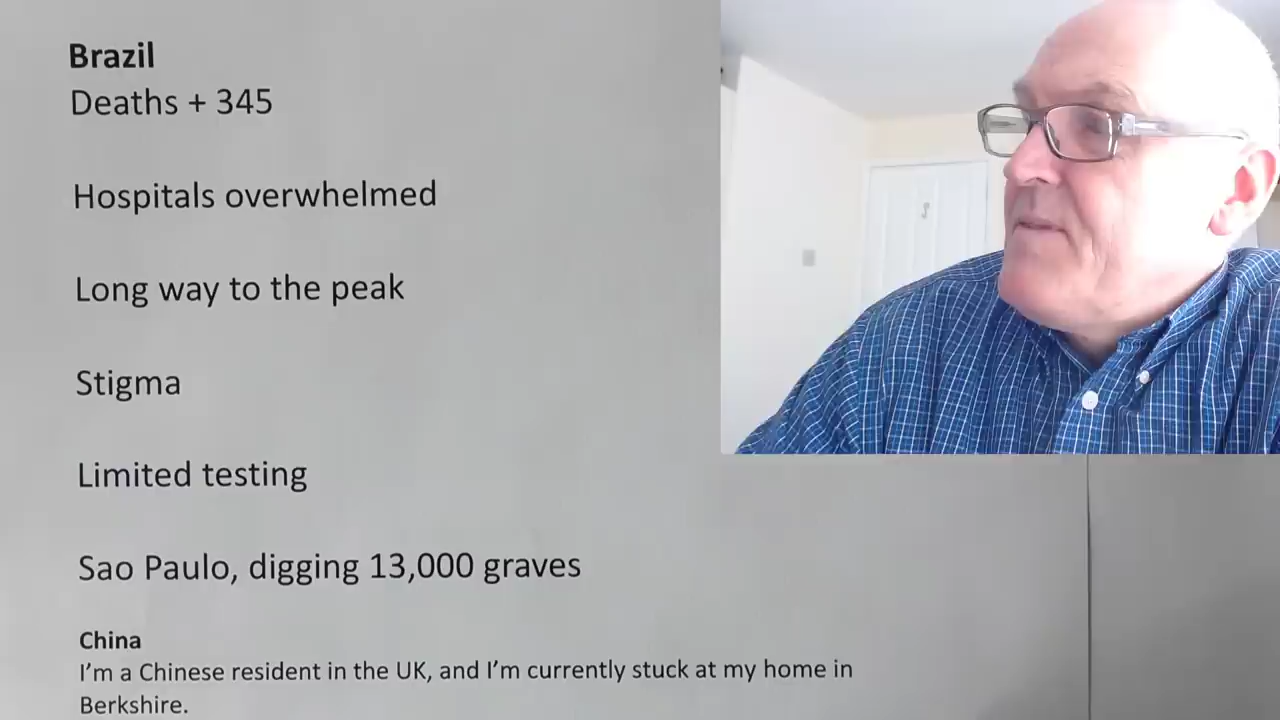 Brazil
Deaths + 345
Hospitals overwhelmed
Long way to the peak
Stigma
Limited testing
Sao Paulo, digging 13,000 graves
China
I'm a Chinese resident in the UK, and I'm currently stuck at my home in
Berkshire.